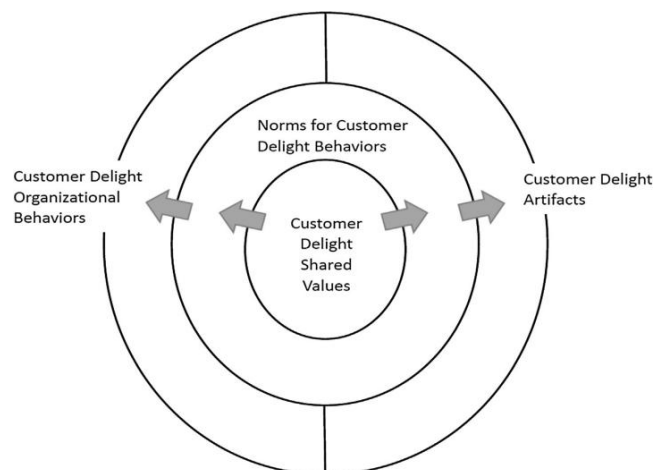 Norms for Customer
Delight Behaviors
Customer Delight
Organizational
Behaviors
Customer Delight
Artifacts
Customer
Delight
Shared
Values